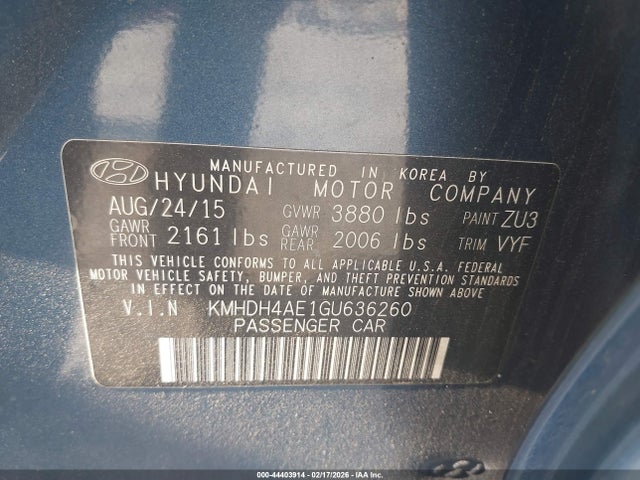 MANUFACTURED IN KOREA BY
HYUNDAI MOTOR COMPANY
AUG/24/15 GVWR 3880 lbs PAINT ZU3
GAWR FRONT 2161 lbs GAWR REAR 2006 lbs TRIM VYF
THIS VEHICLE CONFORMS TO ALL APPLICABLE U.S.A. FEDERAL
MOTOR VEHICLE SAFETY, BUMPER, AND THEFT PREVENTION STANDARDS
IN EFFECT ON THE DATE OF MANUFACTURE SHOWN ABOVE.
V.I.N KMHDH4AE1GU636260
PASSENGER CAR
000-44403914 - 02/17/2026 - IAAI, Inc.